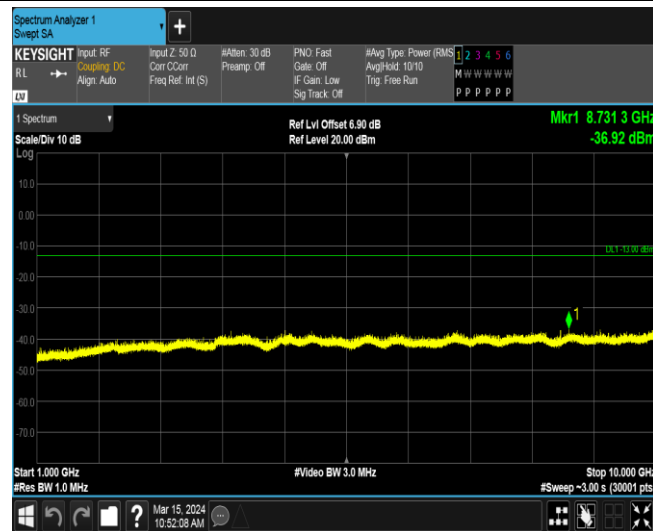 Spectrum Analyzer 1
Swept SA
+
KEYSIGHT
RL
LXI
Input: RF
Coupling: DC
Align: Auto
Input Z: 50 Ω
Corr CCorr
Freq Ref: Int (S)
#Atten: 30 dB
Preamp: Off
PNO: Fast
Gate: Off
IF Gain: Low
Sig Track: Off
#Avg Type: Power (RMS
Avg|Hold: 10/10
Trig: Free Run
1 2 3 4 5 6
M W W W W W
P P P P P P
1 Spectrum
Scale/Div 10 dB
Log
Ref Lvl Offset 6.90 dB
Ref Level 20.00 dBm
Mkr1 8.731 3 GHz
-36.92 dBm
10.0
0.00
-10.0
DL1 -13.00 dBm
-20.0
-30.0
1
-40.0
-50.0
-60.0
-70.0
Start 1.000 GHz
#Res BW 1.0 MHz
#Video BW 3.0 MHz
Stop 10.000 GHz
#Sweep ~3.00 s (30001 pts
?
Mar 15, 2024
10:52:08 AM